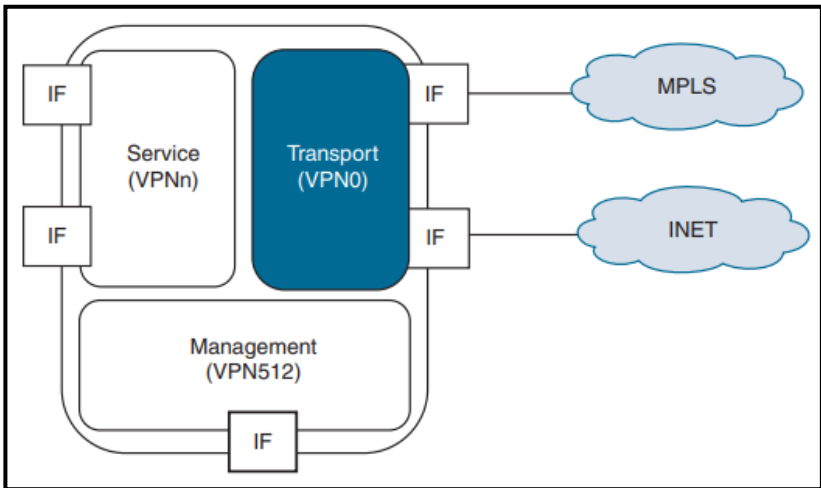 IF
Service
(VPNn)
Transport
(VPN0)
IF
MPLS
IF
IF
INET
Management
(VPN512)
IF